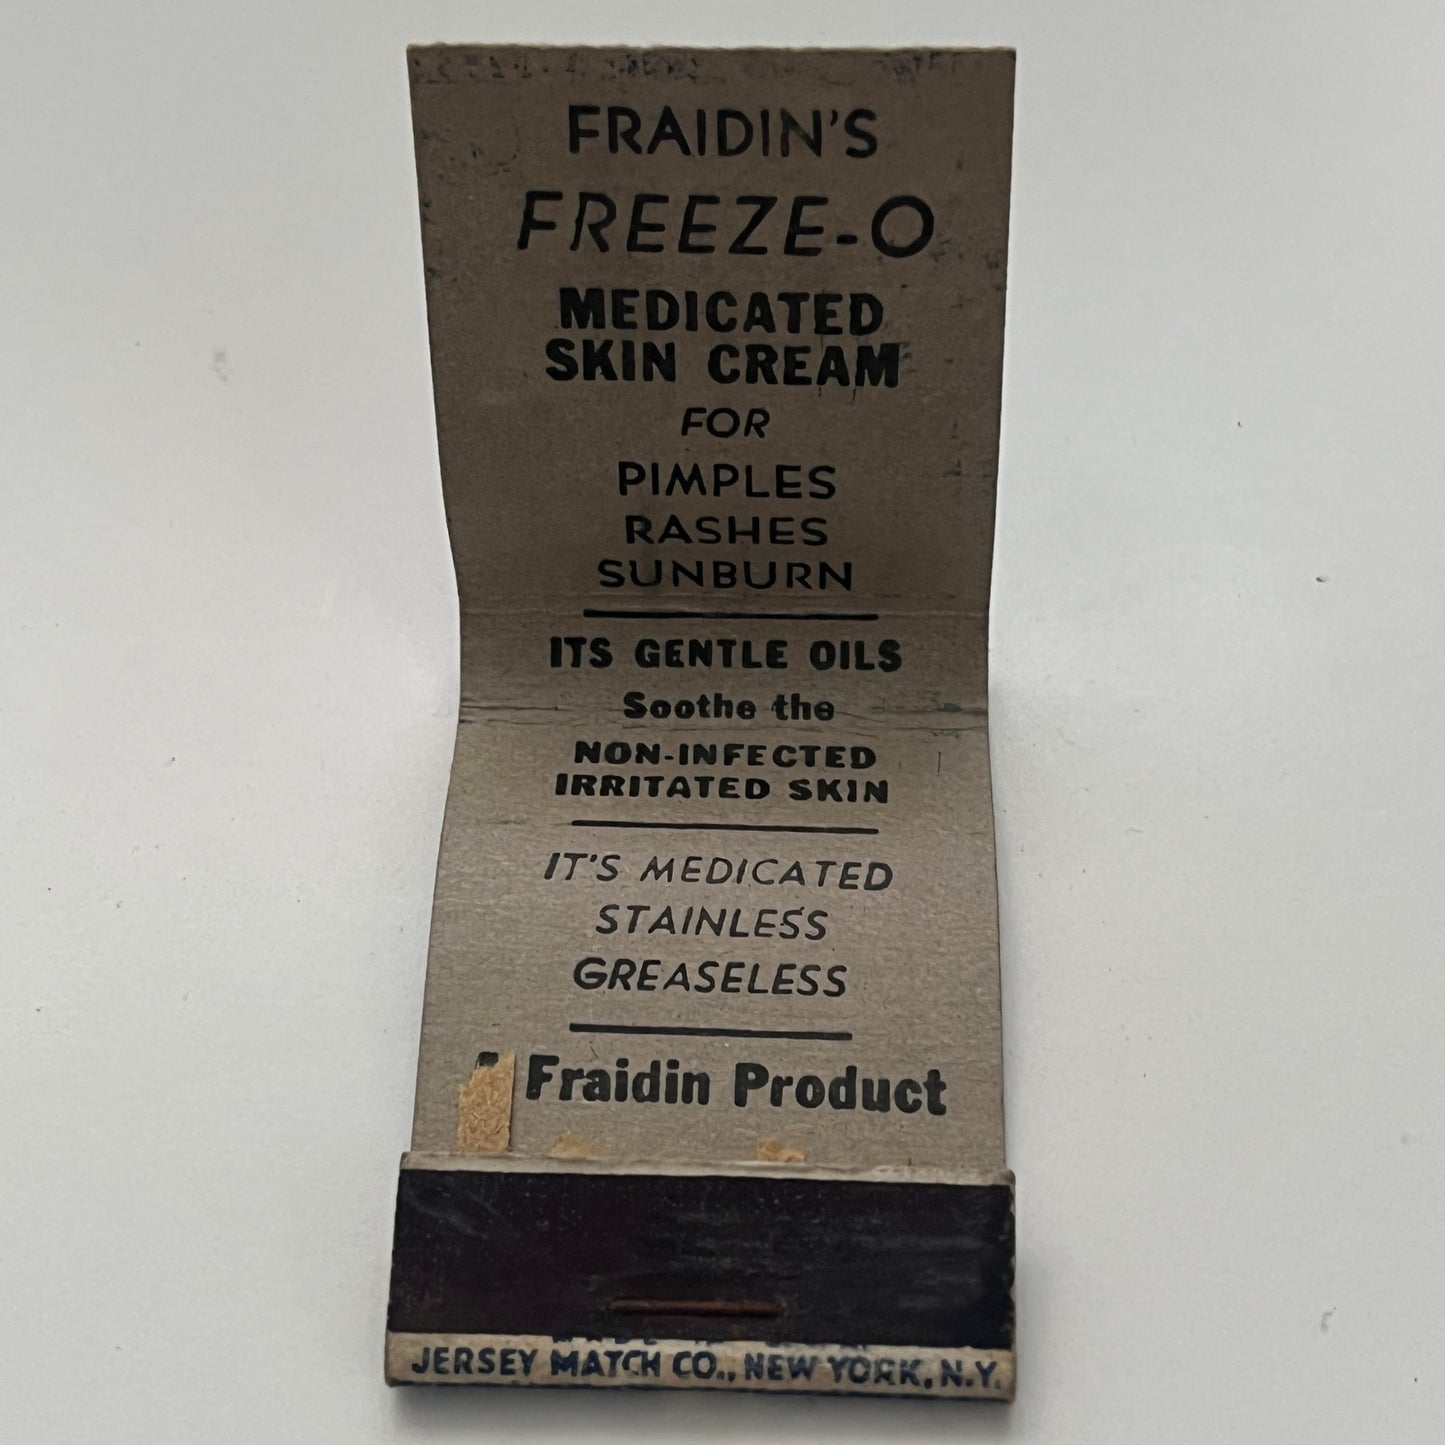 FRAIDIN'S
FREEZE-O
MEDICATED
SKIN CREAM
FOR
PIMPLES
RASHES
SUNBURN
ITS GENTLE OILS
Soothe the
NON-INFECTED
IRRITATED SKIN
IT'S MEDICATED
STAINLESS
GREASELESS
Fraidin Product
JERSEY MATCH CO., NEW YORK, N.Y.